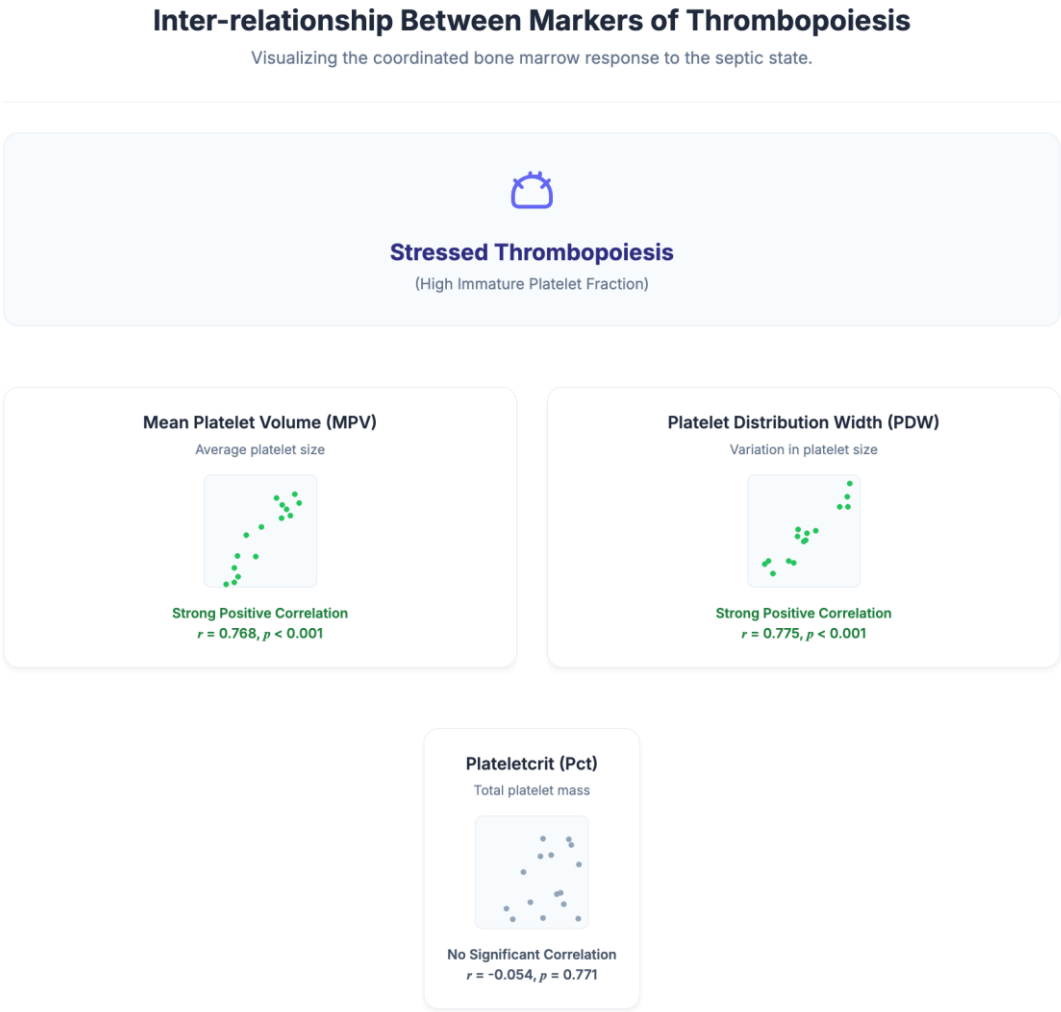 Inter-relationship Between Markers of Thrombopoiesis
Visualizing the coordinated bone marrow response to the septic state.
Stressed Thrombopoiesis
(High Immature Platelet Fraction)
Mean Platelet Volume (MPV)
Average platelet size
Strong Positive Correlation
r = 0.768, p < 0.001
Platelet Distribution Width (PDW)
Variation in platelet size
Strong Positive Correlation
r = 0.775, p < 0.001
Plateletcrit (Pct)
Total platelet mass
No Significant Correlation
r = -0.054, p = 0.771